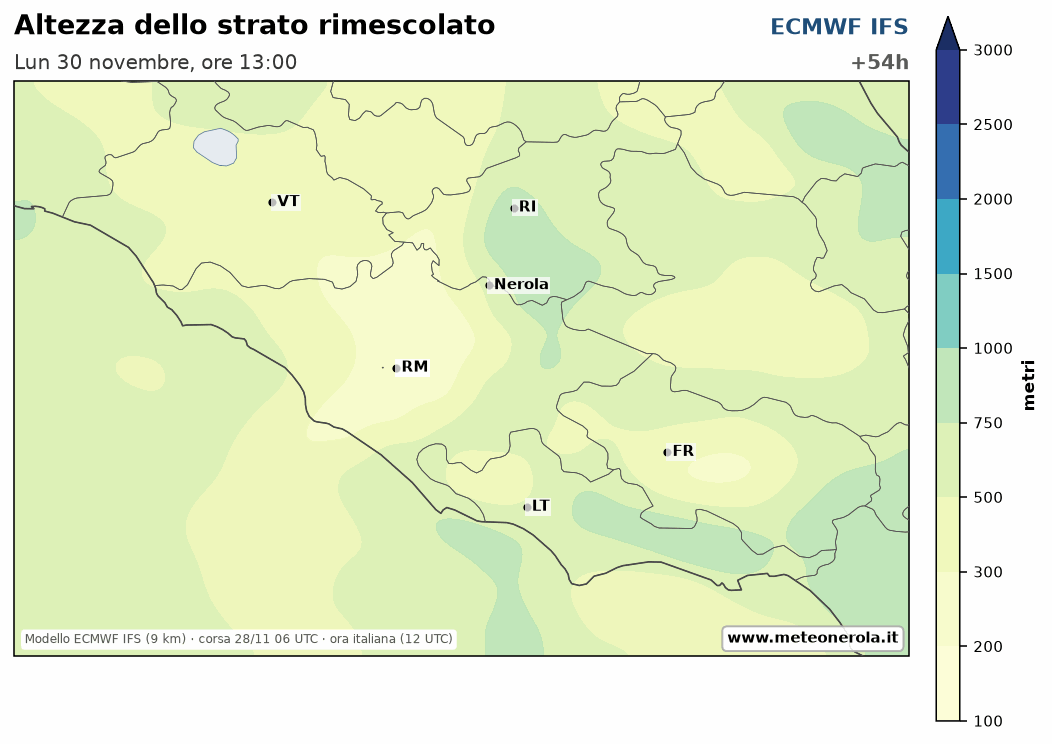 Altezza dello strato rimescolato
ECMWF IFS
Lun 30 novembre, ore 13:00
+54h
3000
2500
2000
1500
1000
750
500
300
200
100
metri
VT
RI
Nerola
RM
FR
LT
Modello ECMWF IFS (9 km) · corsa 28/11 06 UTC · ora italiana (12 UTC)
www.meteonerola.it